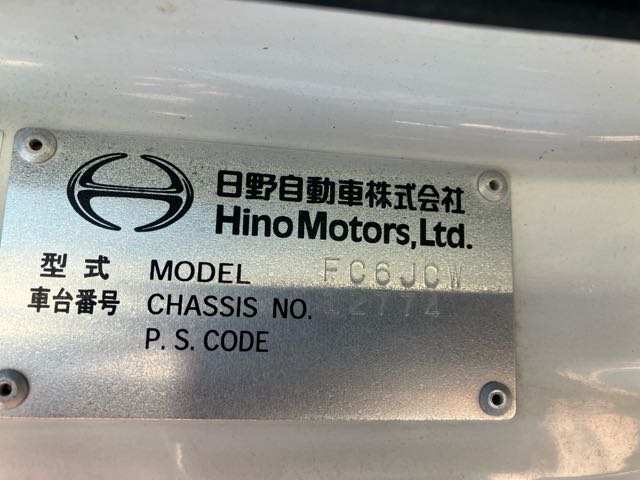 日野自動車株式会社
Hino Motors, Ltd.
型式 MODEL FC6JCW
車台番号 CHASSIS NO. 12774
P. S. CODE